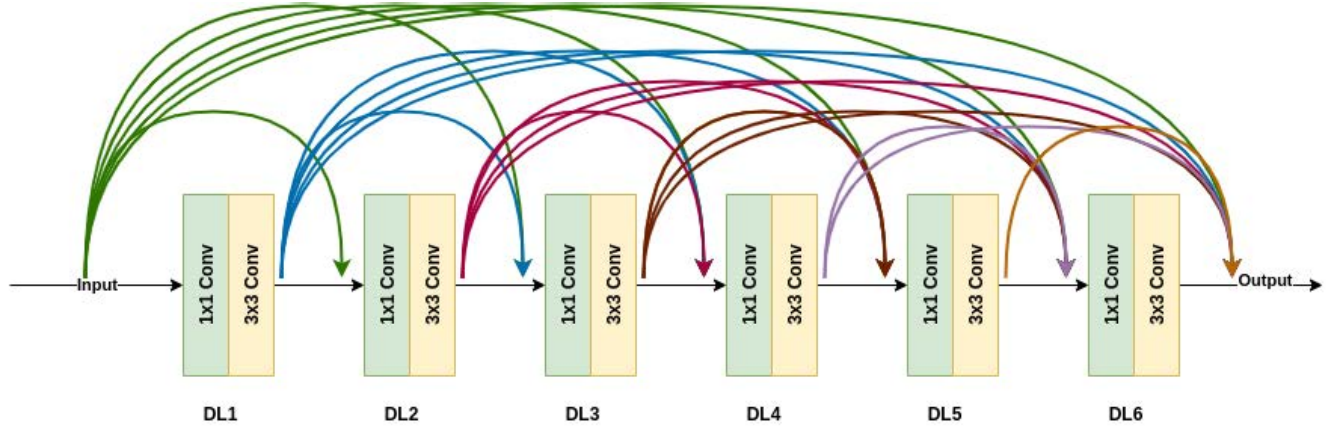 1x1 Conv
3x3 Conv
1x1 Conv
3x3 Conv
1x1 Conv
3x3 Conv
1x1 Conv
3x3 Conv
1x1 Conv
3x3 Conv
1x1 Conv
3x3 Conv
Input
Output
DL1
DL2
DL3
DL4
DL5
DL6